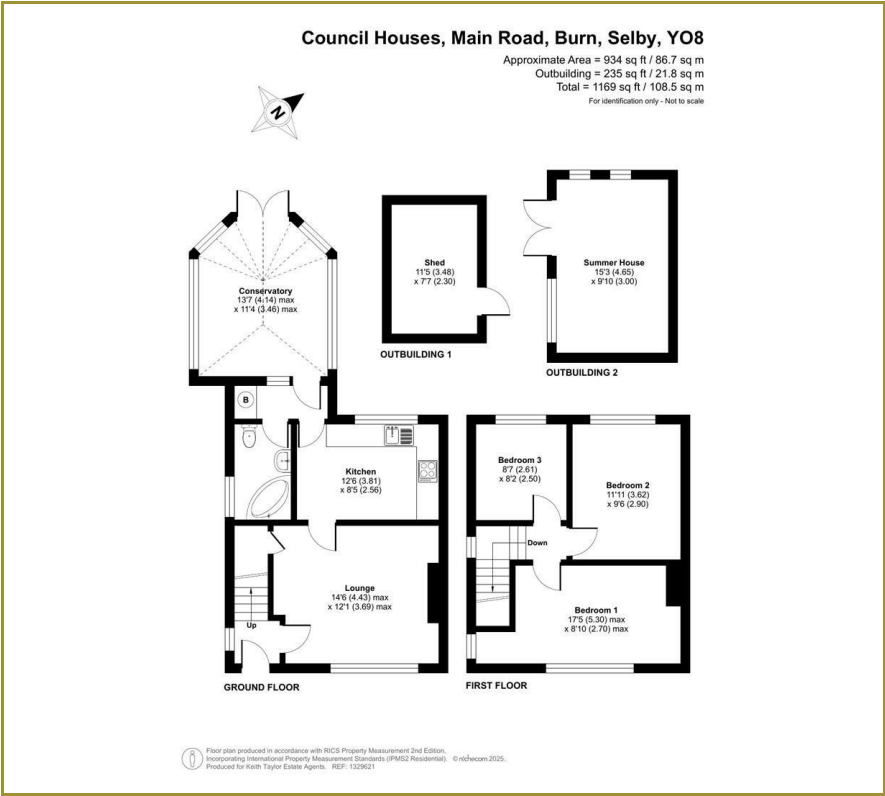 Council Houses, Main Road, Burn, Selby, YO8
Approximate Area = 934 sq ft / 86.7 sq m
Outbuilding = 235 sq ft / 21.8 sq m
Total = 1169 sq ft / 108.5 sq m
For identification only - Not to scale
N
Shed
11'5 (3.48)
x 7'7 (2.30)
OUTBUILDING 1
Summer House
15'3 (4.65)
x 9'10 (3.00)
OUTBUILDING 2
Conservatory
13'7 (4.14) max
x 11'4 (3.46) max
B
Kitchen
12'6 (3.81)
x 8'5 (2.56)
Lounge
14'6 (4.43) max
x 12'1 (3.69) max
Up
GROUND FLOOR
Bedroom 3
8'7 (2.61)
x 8'2 (2.50)
Bedroom 2
11'11 (3.62)
x 9'6 (2.90)
Down
Bedroom 1
17'5 (5.30) max
x 8'10 (2.70) max
FIRST FLOOR
Floor plan produced in accordance with RICS Property Measurement 2nd Edition,
Incorporating International Property Measurement Standards (IPMS2 Residential). © nichecom 2025.
Produced for Keith Taylor Estate Agents. REF: 1329621